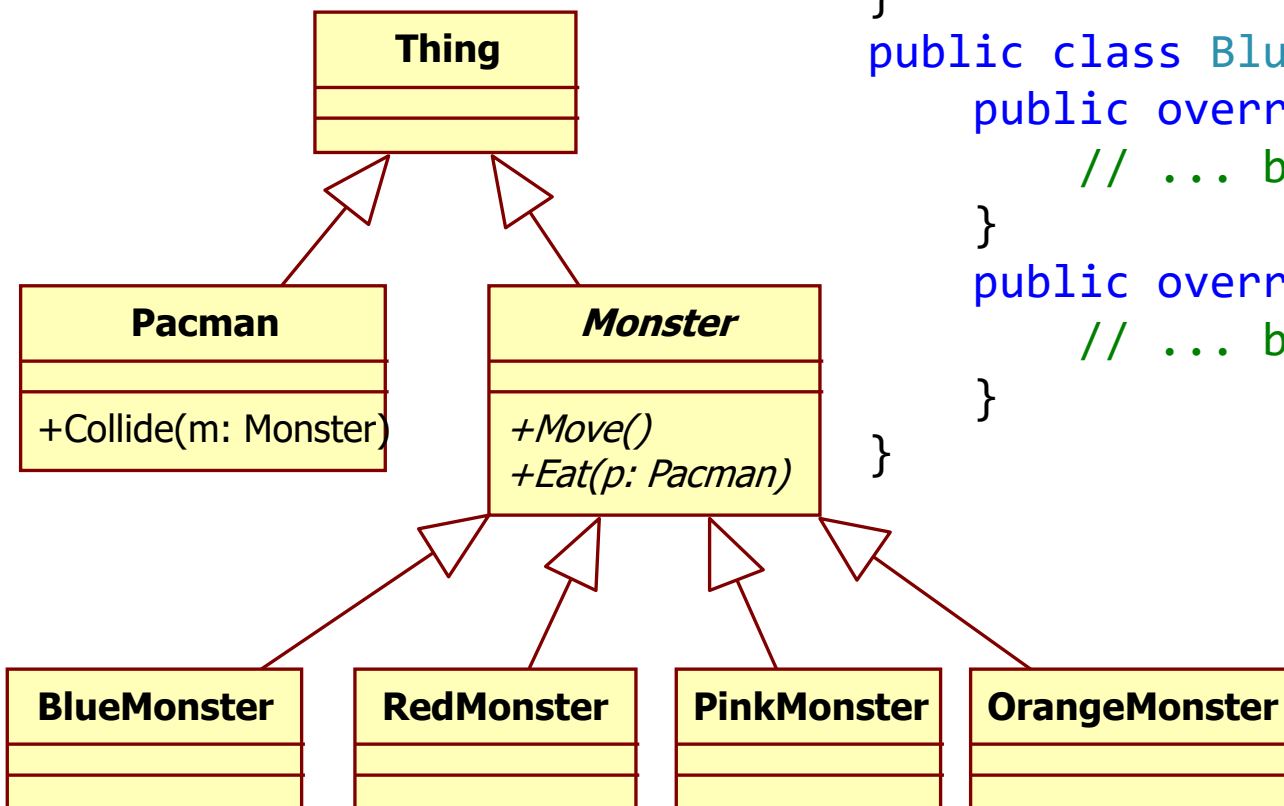 Thing
Pacman
+Collide(m: Monster)
Monster
+Move()
+Eat(p: Pacman)
BlueMonster
RedMonster
PinkMonster
OrangeMonster
}
public class
public
// ...
}
public
// ...
}
}